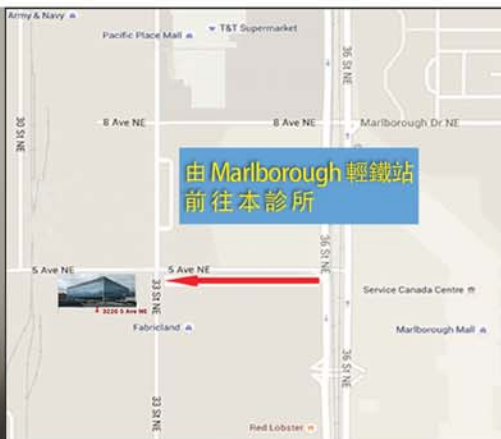 Army & Navy
T&T Supermarket
Pacific Place Mall
36 St NE
30 St NE
8 Ave NE
8 Ave NE
Marlborough Dr NE
由 Marlborough 輕鐵站
前往本診所
36 St NE
5 Ave NE
5 Ave NE
33 St NE
3220 5 Ave NE
Service Canada Centre
Fabricland
Marlborough Mall
36 St NE
33 St NE
Red Lobster